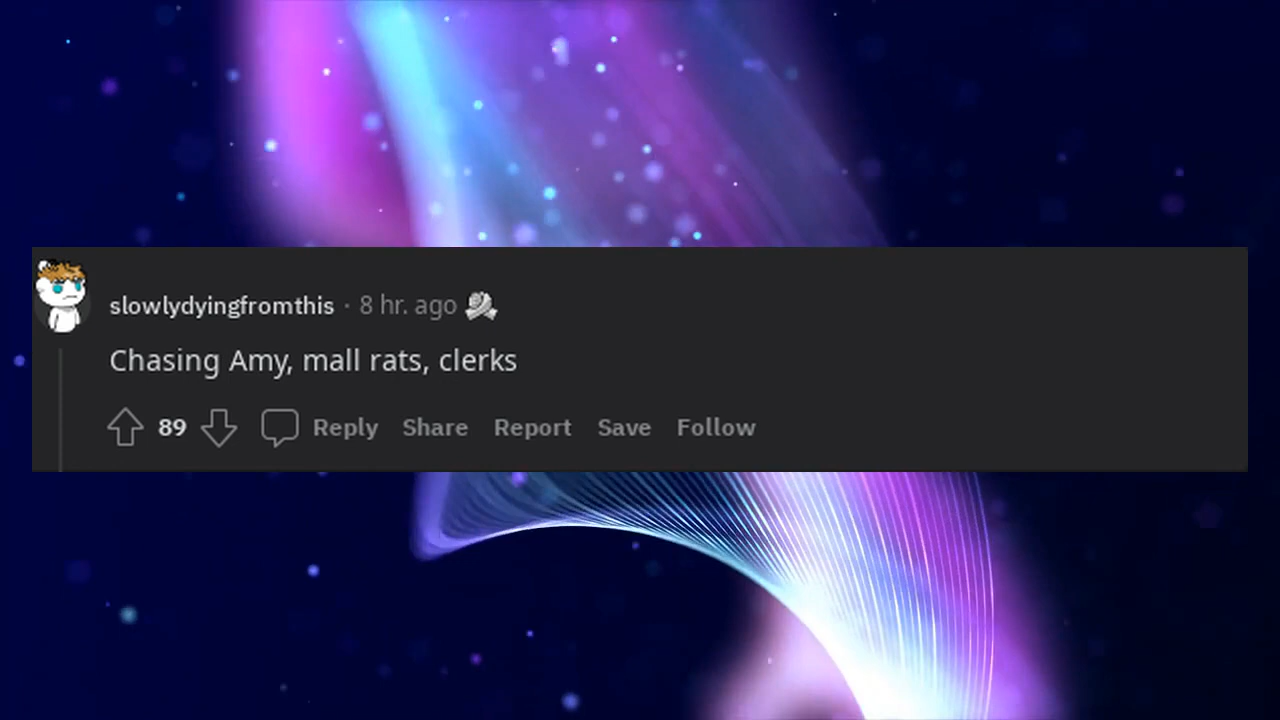 slowlydyingfromthis · 8 hr. ago
Chasing Amy, mall rats, clerks
89 Reply Share Report Save Follow